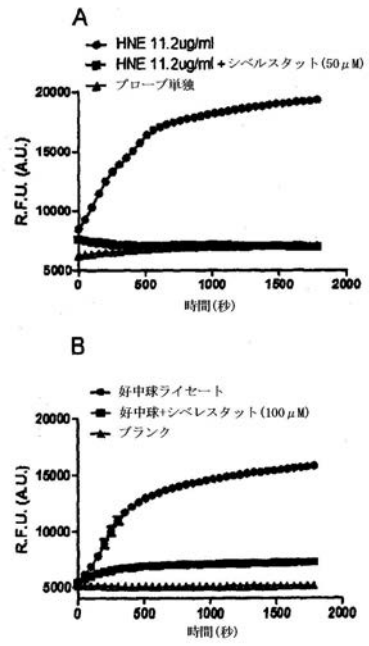 A
HNE 11.2ug/ml
HNE 11.2ug/ml + シベルスタット(50μM)
プローブ単独
R.F.U. (A.U.)
20000
15000
10000
5000
0
500
1000
1500
2000
時間(秒)
B
好中球ライセート
好中球+シベレスタット(100μM)
ブランク
R.F.U. (A.U.)
20000
15000
10000
5000
0
500
1000
1500
2000
時間(秒)